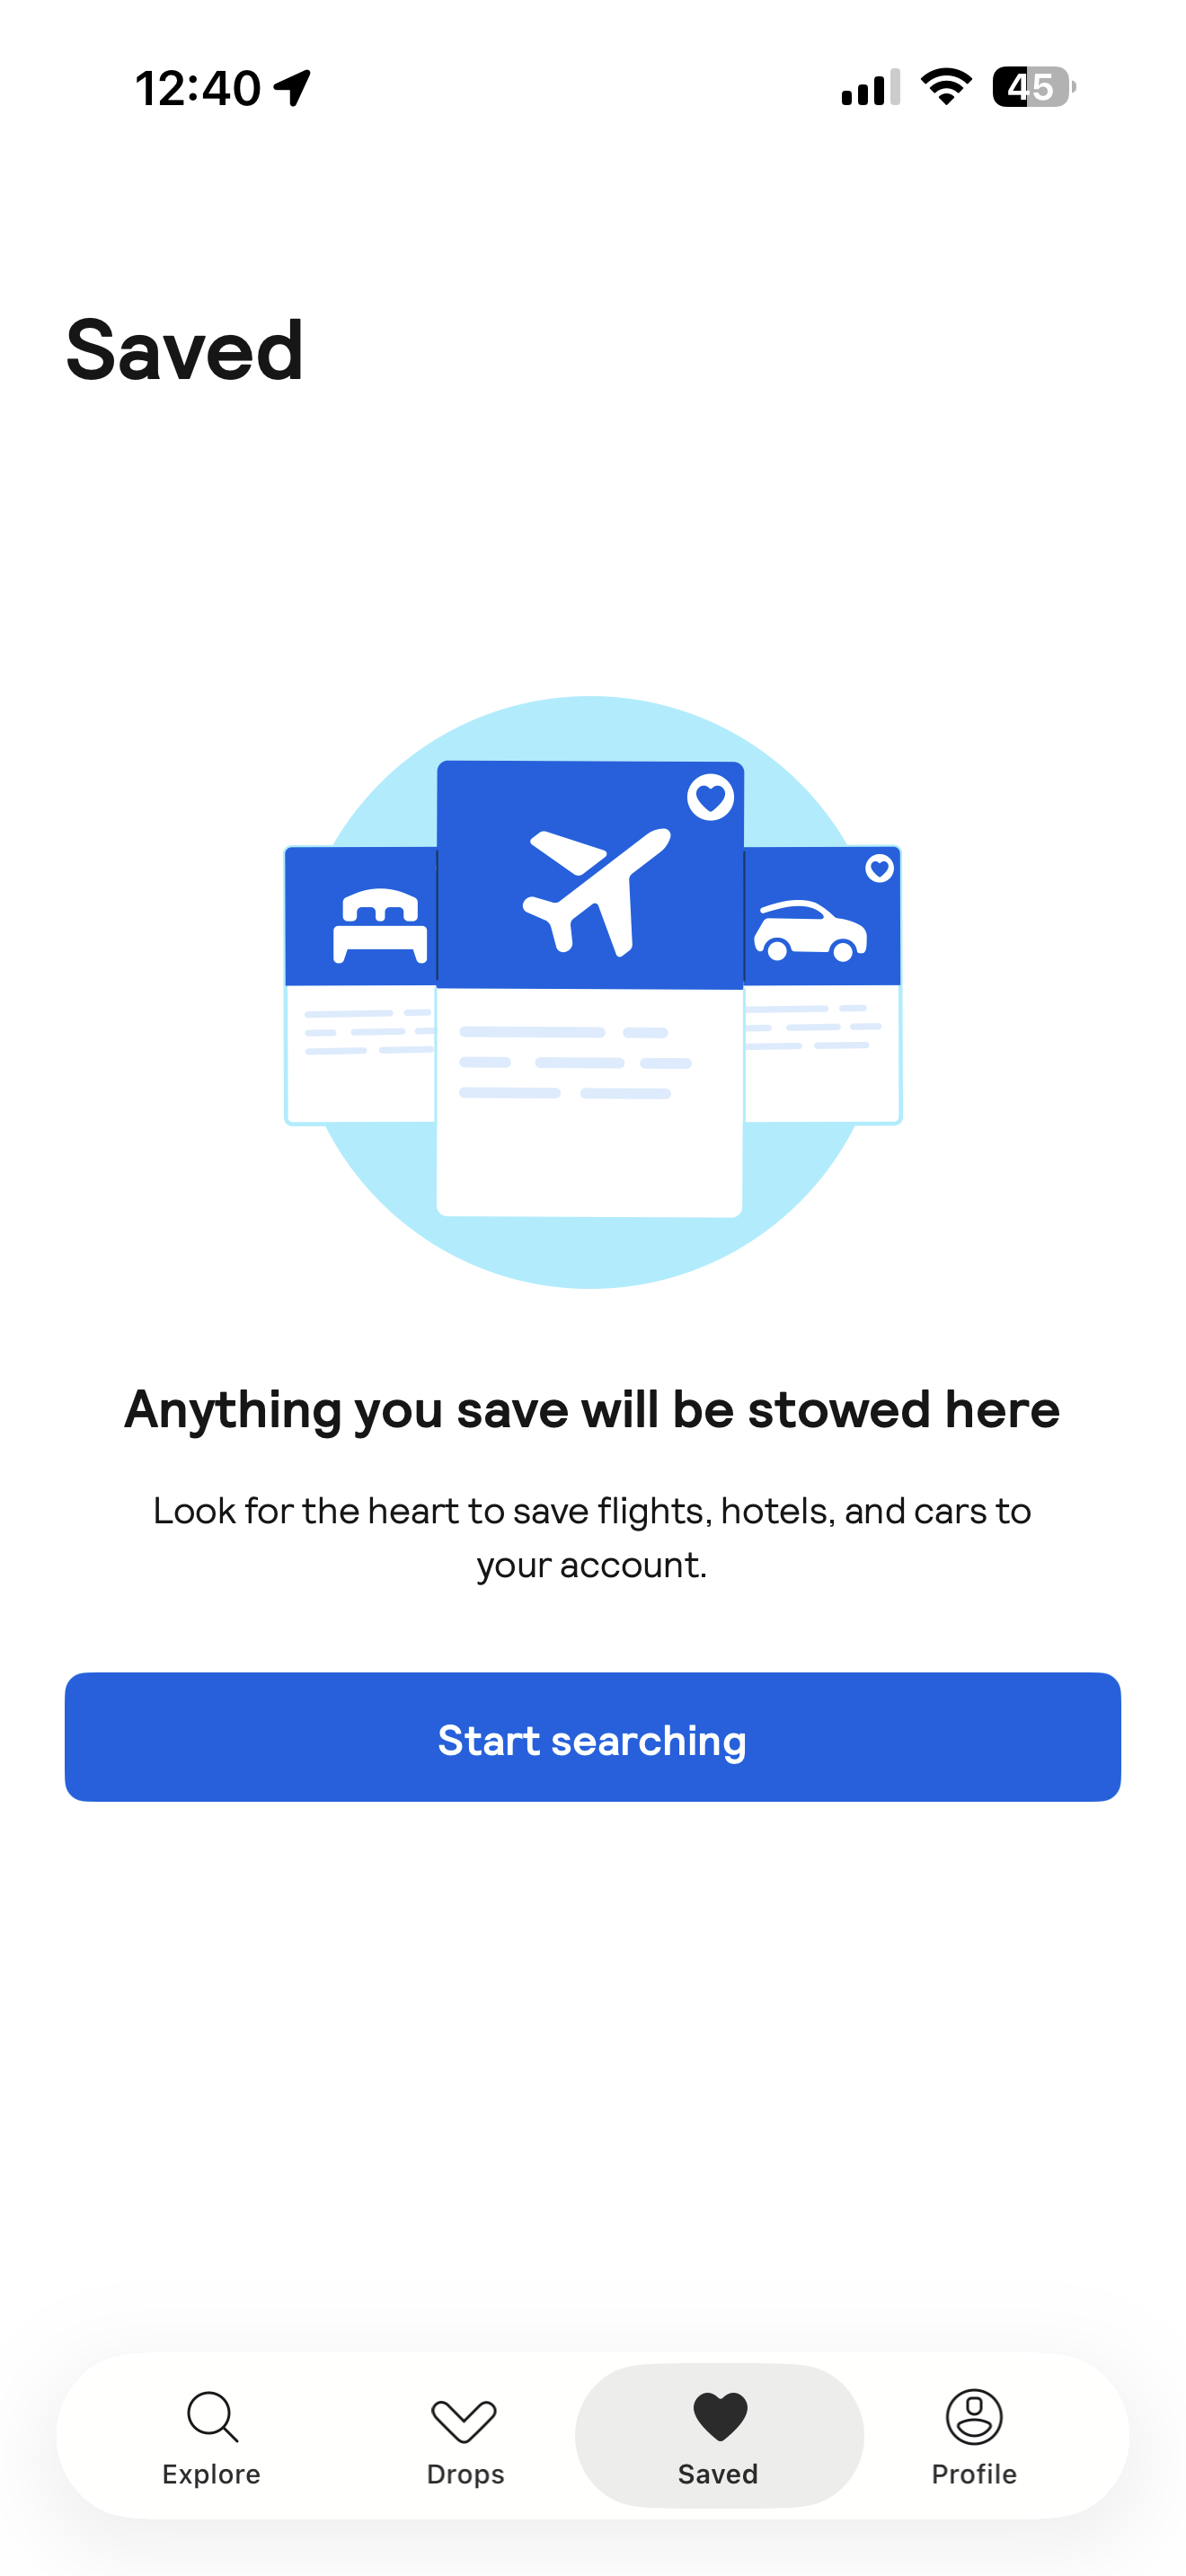 12:40
45
Saved
Anything you save will be stowed here
Look for the heart to save flights, hotels, and cars to
your account.
Start searching
Explore
Drops
Saved
Profile